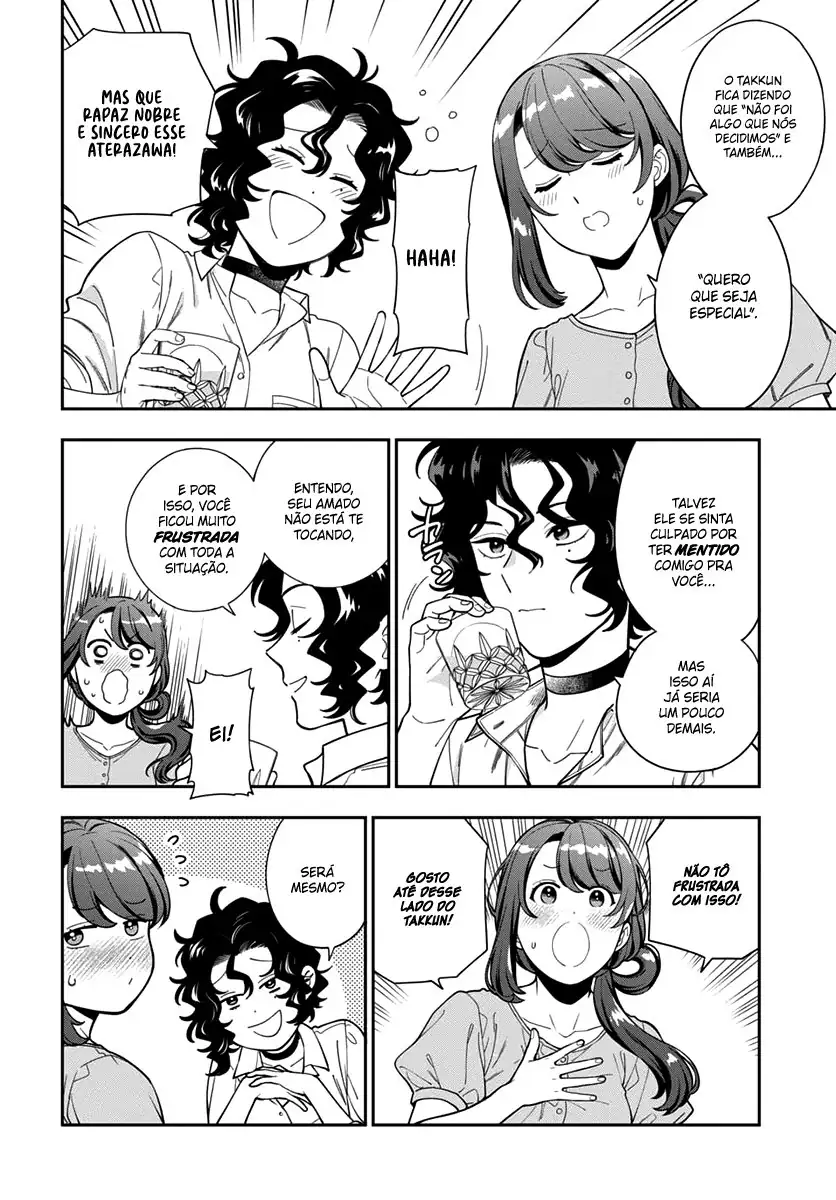 O TAKKUN
FICA DIZENDO
QUE "NÃO FOI
ALGO QUE NÓS
DECIDIMOS" E
TAMBÉM...
"QUERO
QUE SEJA
ESPECIAL".
HAHA!
MAS QUE
RAPAZ NOBRE
E SINCERO ESSE
ATERAZAWA!
TALVEZ
ELE SE SINTA
CULPADO POR
TER MENTIDO
COMIGO PRA
VOCÊ...
MAS
ISSO AÍ
JÁ SERIA
UM POUCO
DEMAIS.
キラン
ENTENDO,
SEU AMADO
NÃO ESTÁ TE
TOCANDO,
E POR
ISSO, VOCÊ
FICOU MUITO
FRUSTRADA
COM TODA A
SITUAÇÃO.
EI!
NÃO TÔ
FRUSTRADA
COM ISSO!
GOSTO
ATÉ DESSE
LADO DO
TAKKUN!
SERÁ
MESMO?